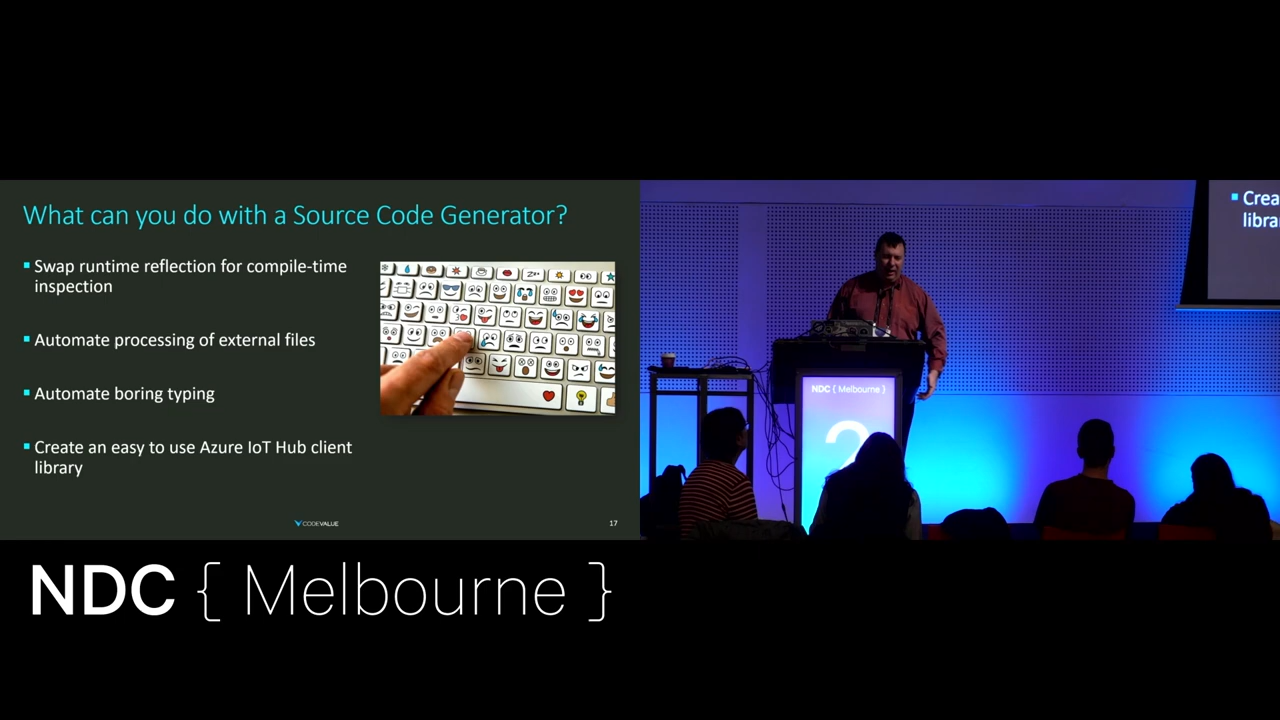 What can you do with a Source Code Generator?
▪ Swap runtime reflection for compile-time
inspection
▪ Automate processing of external files
▪ Automate boring typing
▪ Create an easy to use Azure IoT Hub client
library
CODEVALUE
17
▪ Crea
libra
NDC { Melbourne }
2
NDC { Melbourne }